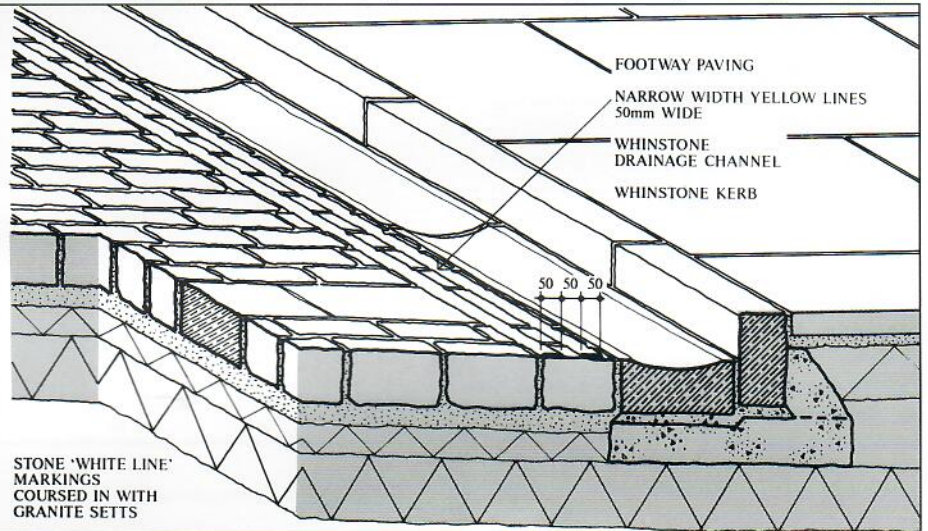 FOOTWAY PAVING
NARROW WIDTH YELLOW LINES
50mm WIDE
WHINSTONE
DRAINAGE CHANNEL
WHINSTONE KERB
50 50 50
STONE ‘WHITE LINE’
MARKINGS
COURSED IN WITH
GRANITE SETTS